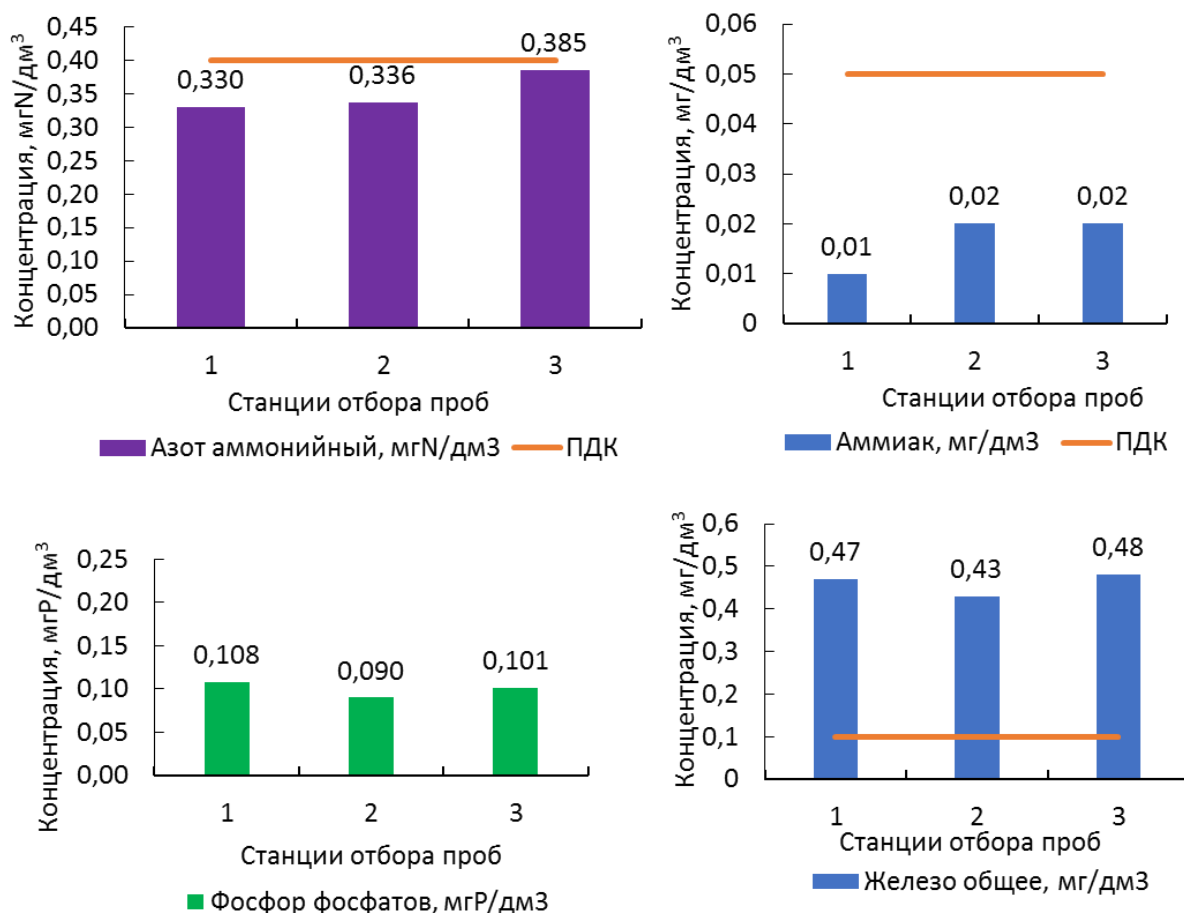 Концентрация, мгN/дм³
0,45
0,40
0,35
0,30
0,25
0,20
0,15
0,10
0,05
0,00
0,330
0,336
0,385
1 2 3
Станции отбора проб
Азот аммонийный, мгN/дм3 ПДК
Концентрация, мг/дм³
0,06
0,05
0,04
0,03
0,02
0,01
0
0,01
0,02
0,02
1 2 3
Станции отбора проб
Аммиак, мг/дм3 ПДК
Концентрация, мгР/дм³
0,25
0,20
0,15
0,10
0,05
0,00
0,108
0,090
0,101
1 2 3
Станции отбора проб
Фосфор фосфатов, мгР/дм3
Концентрация, мг/дм³
0,6
0,5
0,4
0,3
0,2
0,1
0
0,47
0,43
0,48
1 2 3
Станции отбора проб
Железо общее, мг/дм3